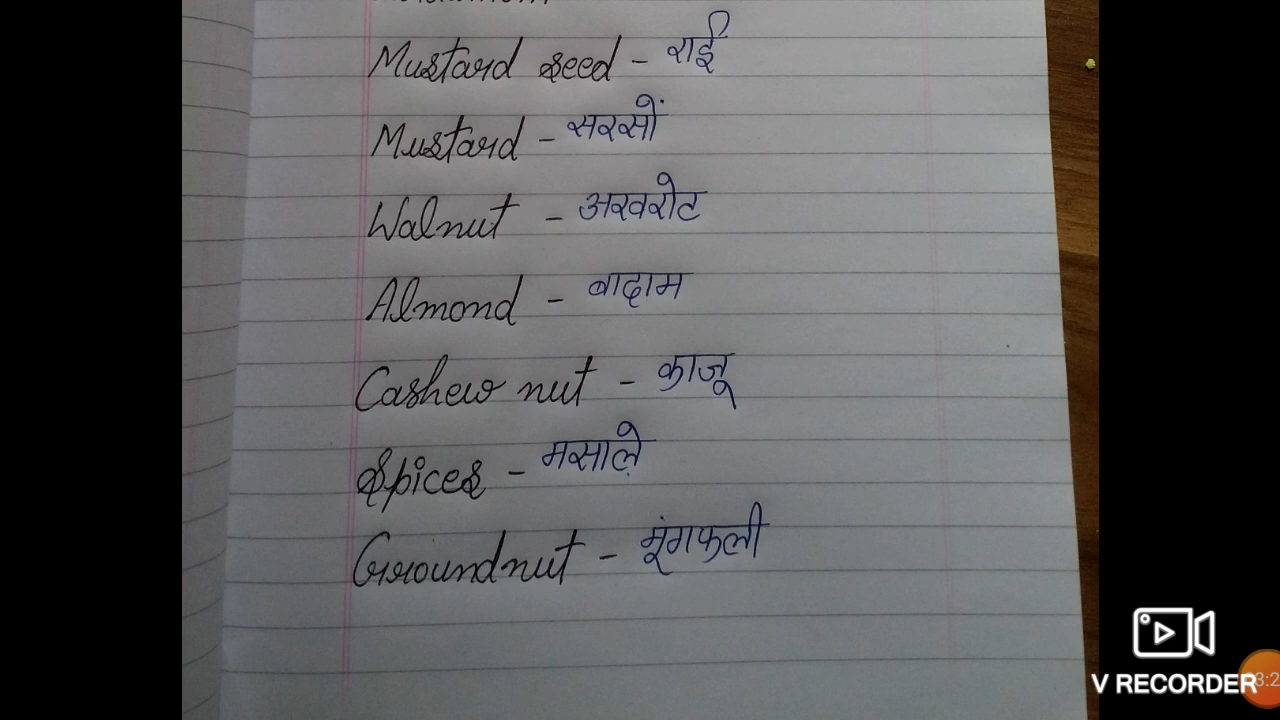 Mustard seed - राई
Mustard - सरसों
Walnut - अखरोट
Almond - बादाम
Cashew nut - काजू
Spices - मसाले
Groundnut - मूंगफली
V RECORDER